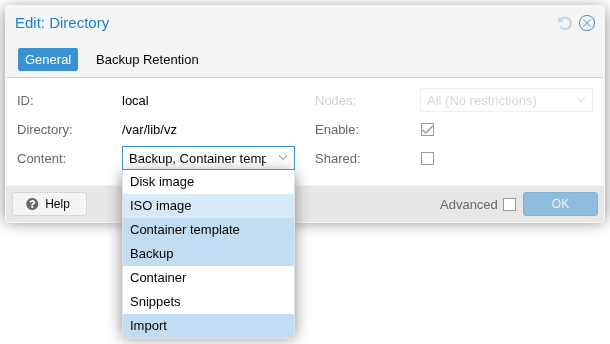 Edit: Directory
General Backup Retention
ID: local Nodes: All (No restrictions)
Directory: /var/lib/vz Enable:
Content: Backup, Container temp Shared:
Disk image
ISO image
Container template
Backup
Container
Snippets
Import
Help Advanced OK